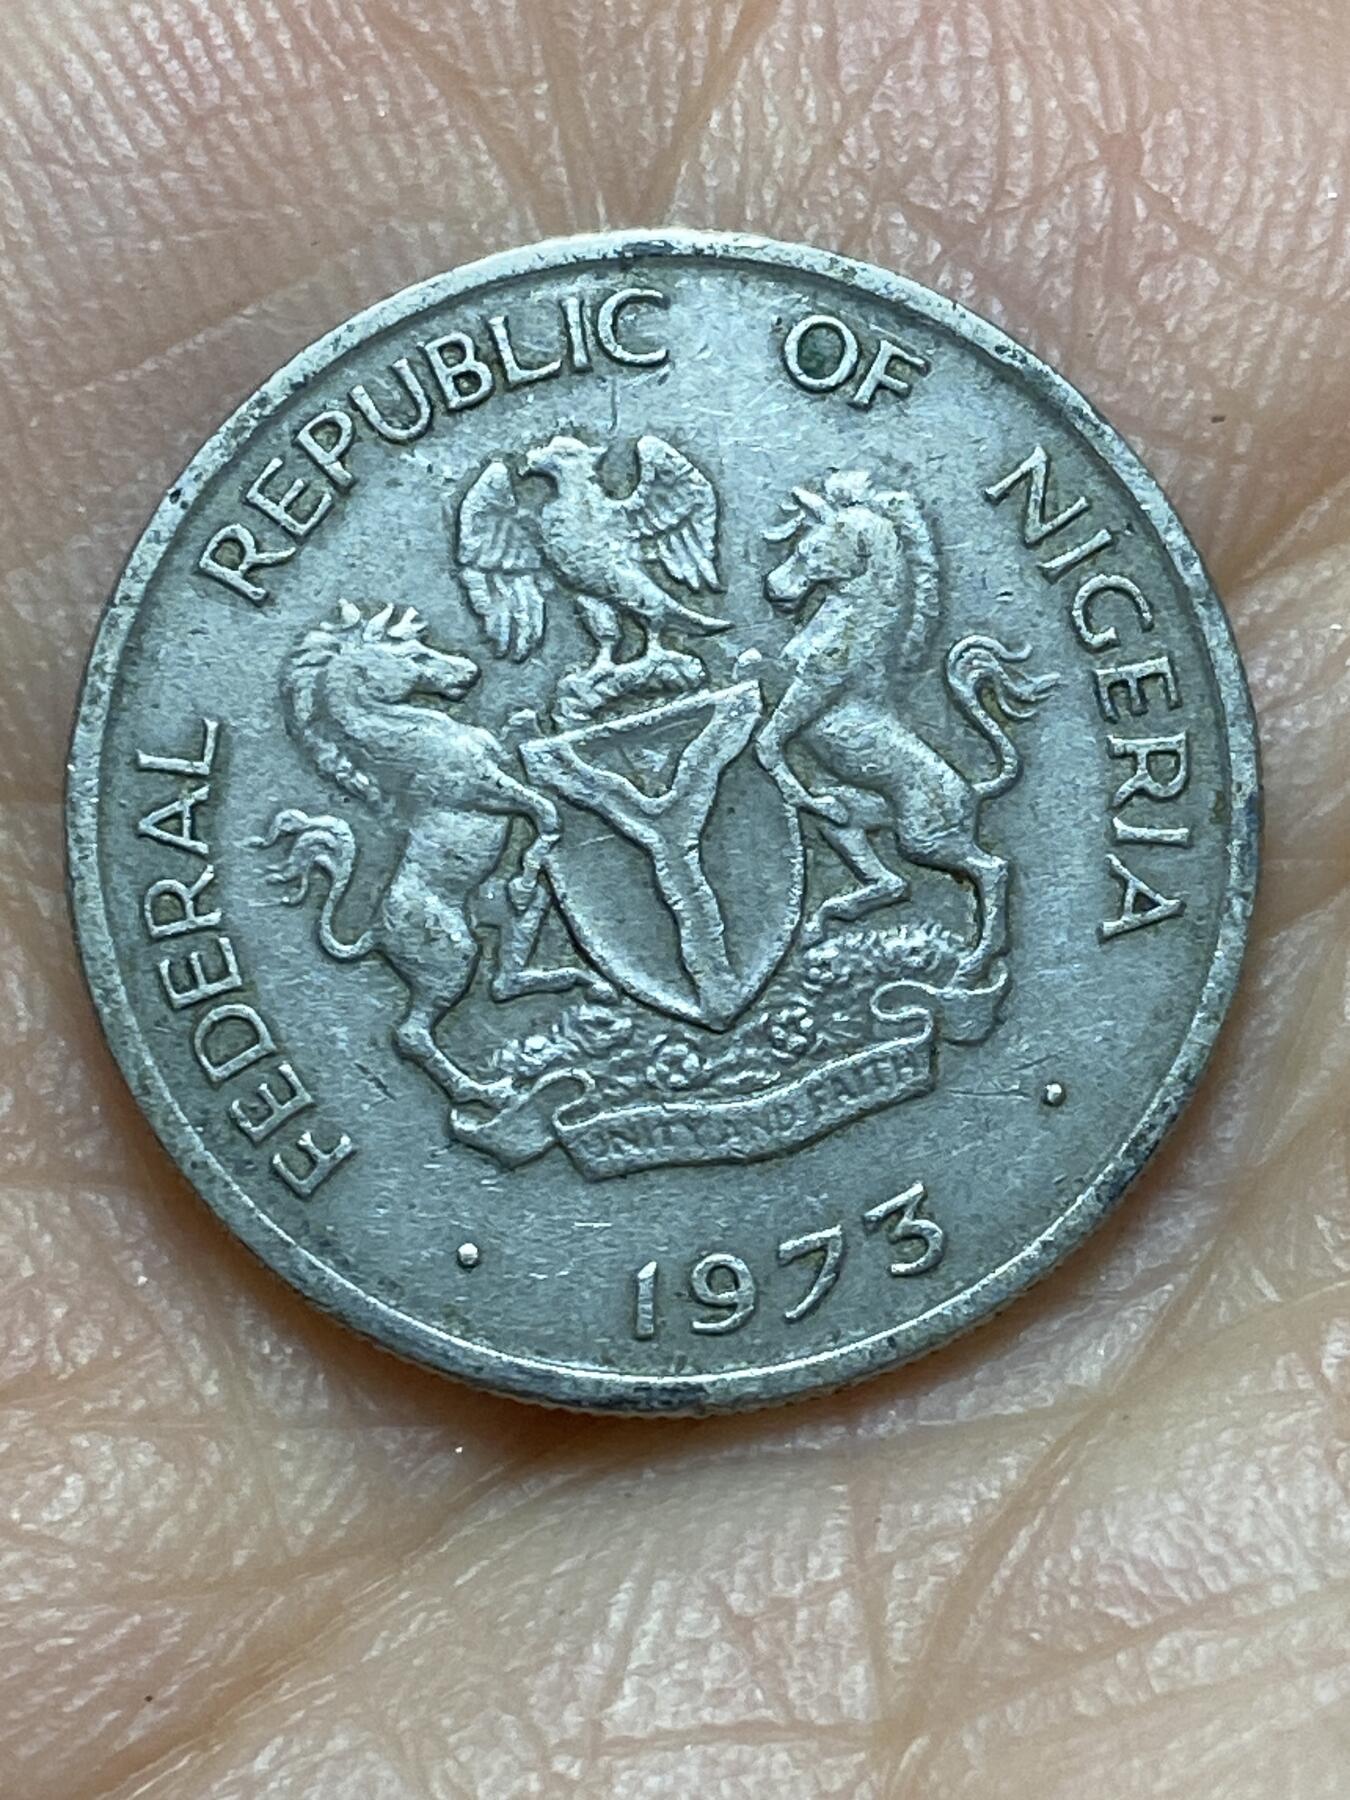 FEDERAL REPUBLIC OF NIGERIA
UNITY AND FAITH
• 1973 •